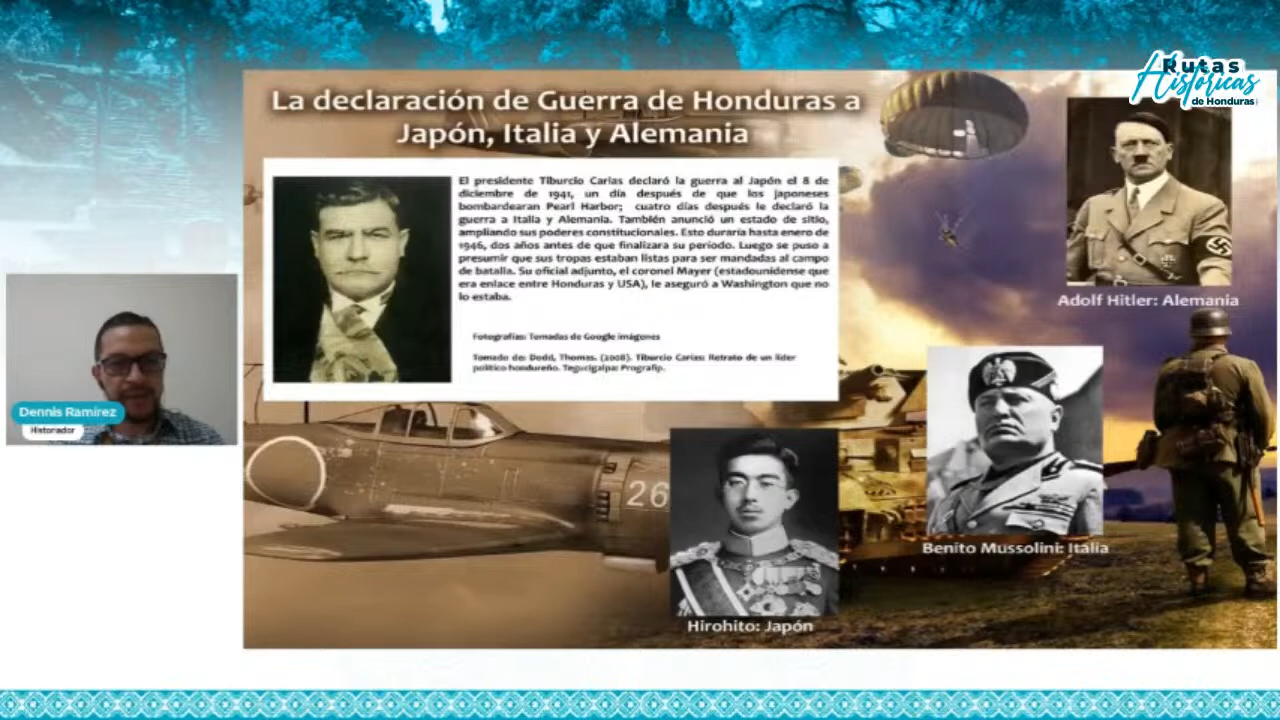 Rutas
Históricas
de Honduras
La declaración de Guerra de Honduras a
Japón, Italia y Alemania
El presidente Tiburcio Carias declaró la guerra al Japón el 8 de
diciembre de 1941, un día después de que los japoneses
bombardearan Pearl Harbor; cuatro días después le declaró la
guerra a Italia y Alemania. También anunció un estado de sitio,
ampliando sus poderes constitucionales. Esto duraría hasta enero de
1946, dos años antes de que finalizara su período. Luego se puso a
presumir que sus tropas estaban listas para ser mandadas al campo
de batalla. Su oficial adjunto, el coronel Mayer (estadounidense que
era enlace entre Honduras y USA), le aseguró a Washington que no
lo estaba.
Fotografías: Tomadas de Google imágenes
Tomado de: Dodd, Thomas. (2008). Tiburcio Carías: Retrato de un líder
político hondureño. Tegucigalpa: Prografip.
Adolf Hitler: Alemania
Dennis Ramírez
Historiador
26
Benito Mussolini: Italia
Hirohito: Japón